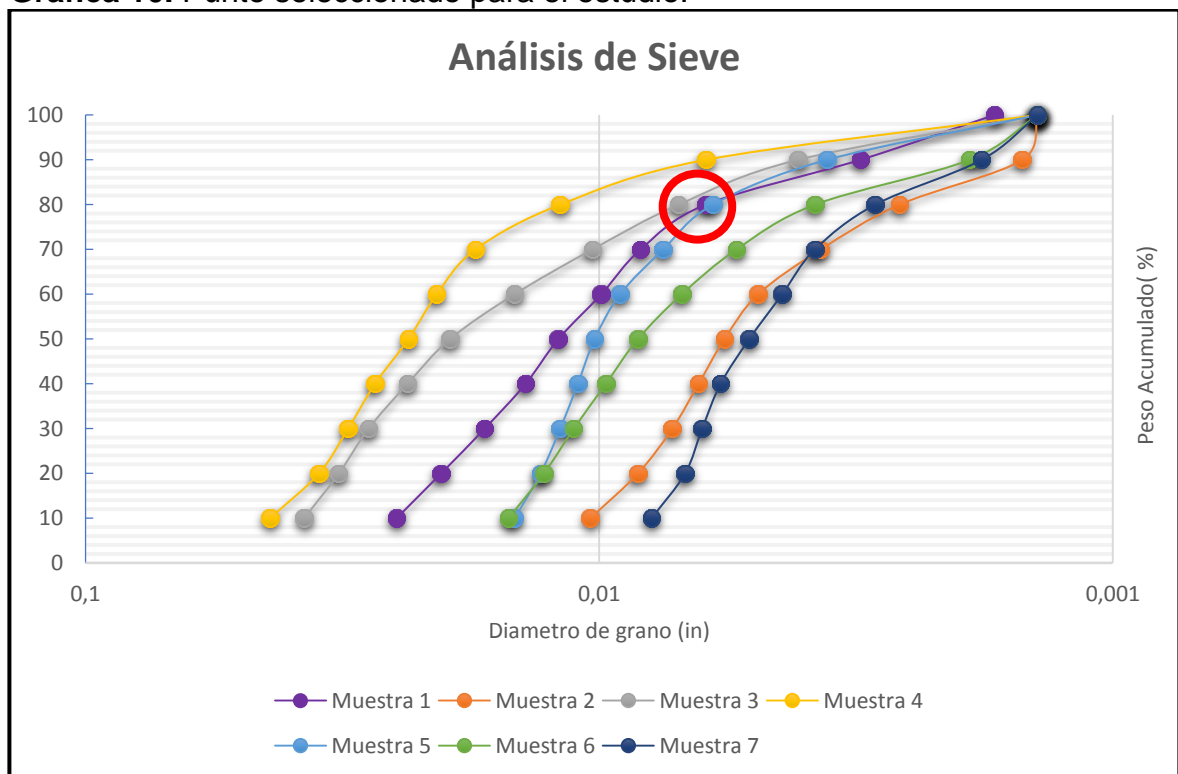 Análisis de Sieve
100
90
80
70
60
50
40
30
20
10
0
0,1
0,01
0,001
Peso Acumulado( %)
Diametro de grano (in)
Muestra 1
Muestra 2
Muestra 3
Muestra 4
Muestra 5
Muestra 6
Muestra 7